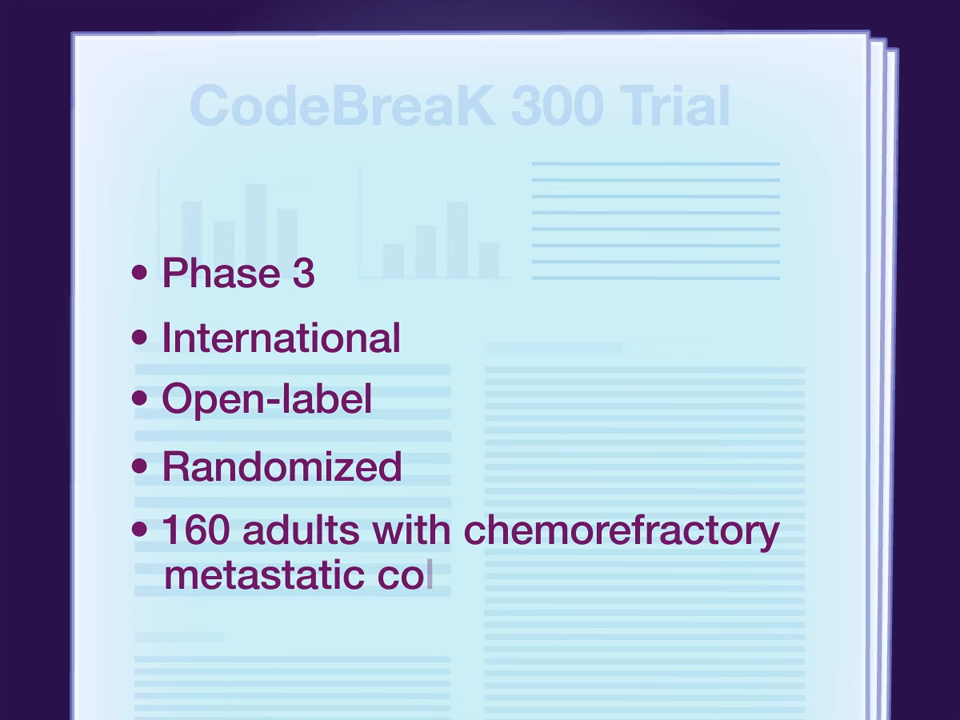 CodeBreaK 300 Trial
• Phase 3
• International
• Open-label
• Randomized
• 160 adults with chemorefractory
metastatic col